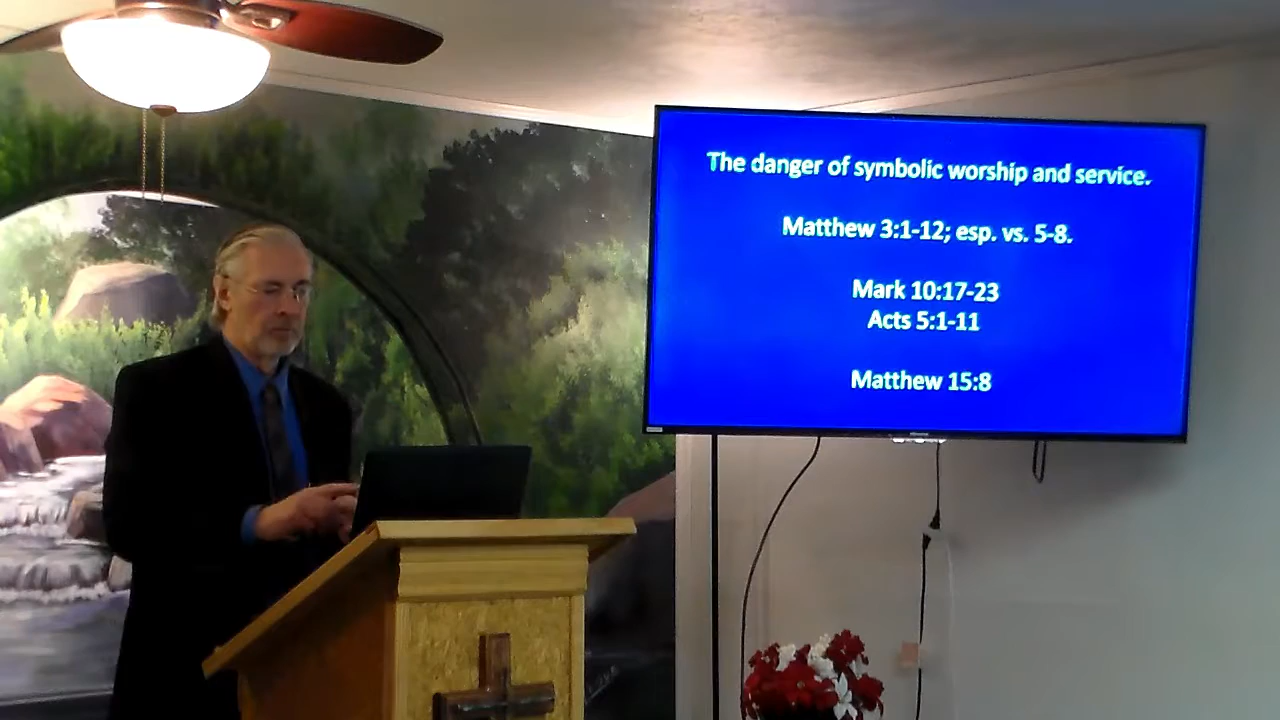 The danger of symbolic worship and service.
Matthew 3:1-12; esp. vs. 5-8.
Mark 10:17-23
Acts 5:1-11
Matthew 15:8